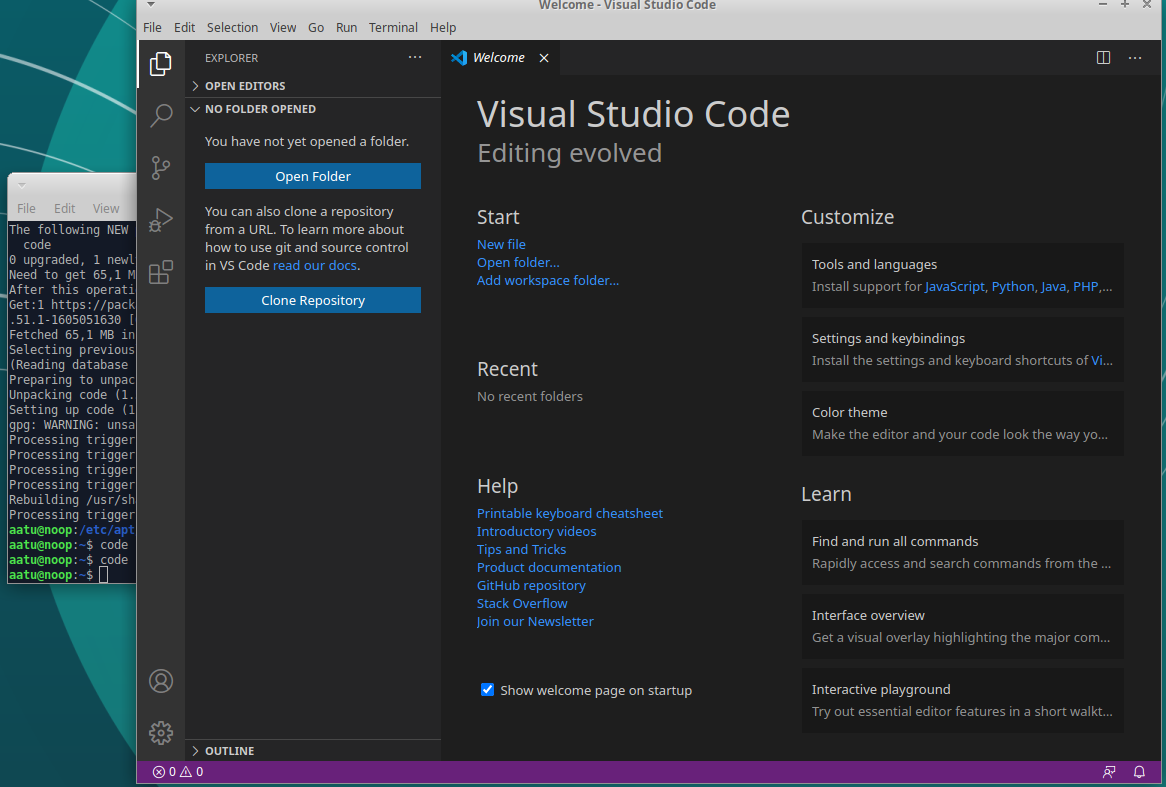 Welcome - Visual Studio Code
File Edit Selection View Go Run Terminal Help
EXPLORER
OPEN EDITORS
NO FOLDER OPENED
You have not yet opened a folder.
Open Folder
You can also clone a repository
from a URL. To learn more about
how to use git and source control
in VS Code read our docs.
Clone Repository
OUTLINE
Welcome
Visual Studio Code
Editing evolved
Start
New file
Open folder...
Add workspace folder...
Recent
No recent folders
Help
Printable keyboard cheatsheet
Introductory videos
Tips and Tricks
Product documentation
GitHub repository
Stack Overflow
Join our Newsletter
Show welcome page on startup
Customize
Tools and languages
Install support for JavaScript, Python, Java, PHP,...
Settings and keybindings
Install the settings and keyboard shortcuts of Vi...
Color theme
Make the editor and your code look the way yo...
Learn
Find and run all commands
Rapidly access and search commands from the ...
Interface overview
Get a visual overlay highlighting the major com...
Interactive playground
Try out essential editor features in a short walkt...
0 0
File Edit View
The following NEW
code
0 upgraded, 1 newl
Need to get 65,1 M
After this operati
Get:1 https://pack
.51.1-1605051630 [
Fetched 65,1 MB in
Selecting previous
(Reading database
Preparing to unpac
Unpacking code (1.
Setting up code (1
gpg: WARNING: unsa
Processing trigger
Processing trigger
Processing trigger
Processing trigger
Rebuilding /usr/sh
Processing trigger
aatu@noop:/etc/apt
aatu@noop:~$ code
aatu@noop:~$ code
aatu@noop:~$